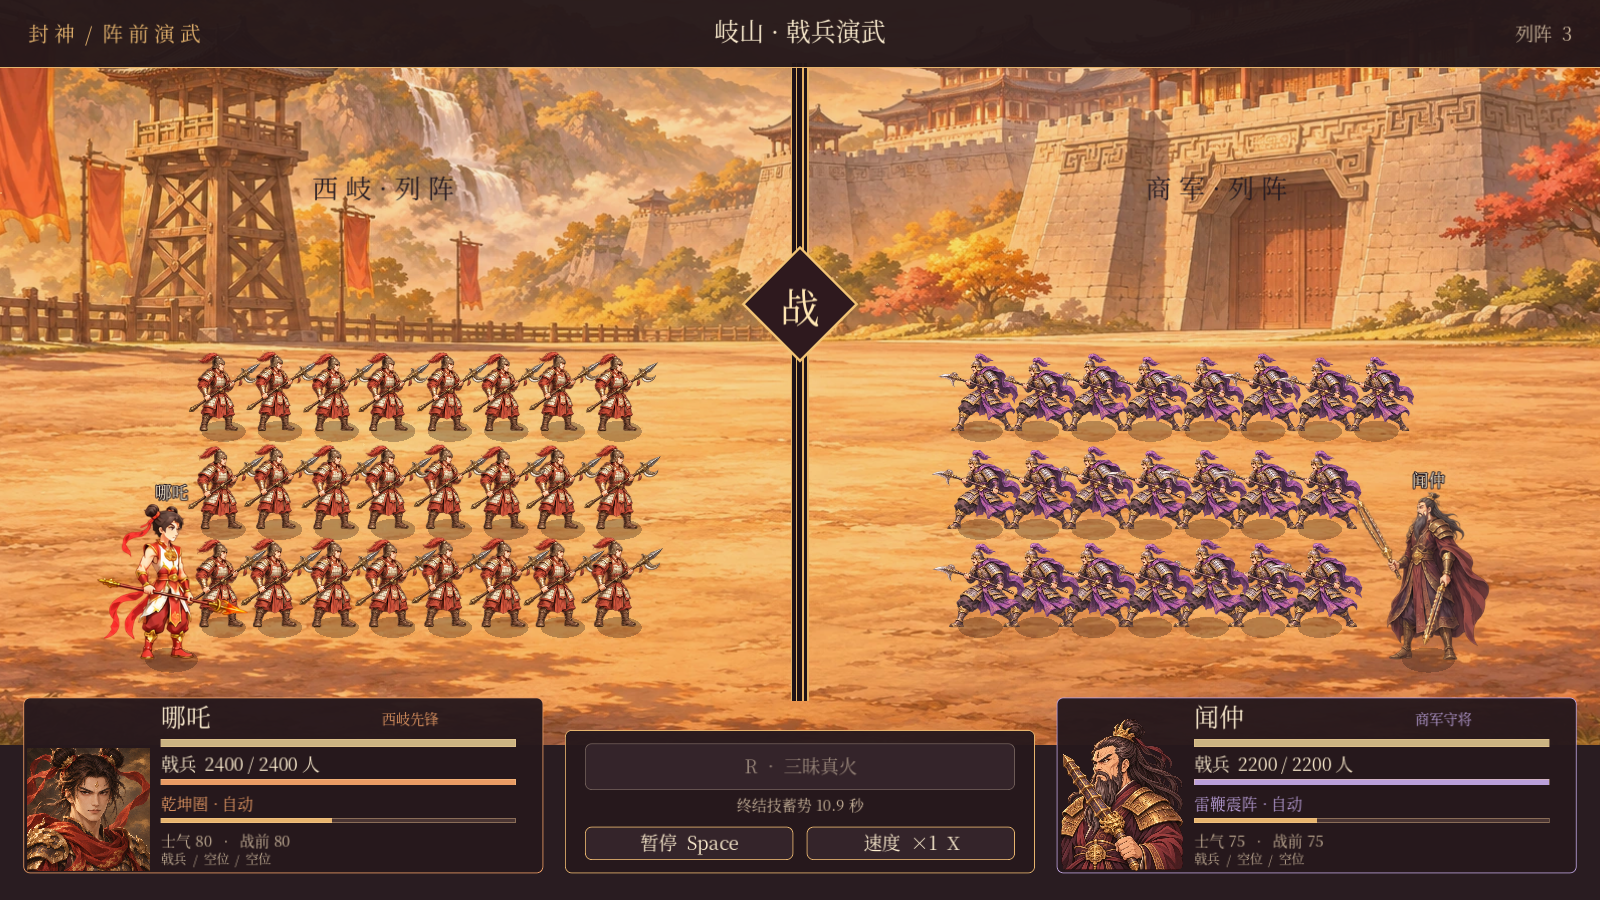 封神 / 阵前演武
岐山 · 戟兵演武
列阵 3
西岐·列阵
商军·列阵
战
哪吒
闻仲
哪吒
西岐先锋
戟兵 2400 / 2400 人
乾坤圈 · 自动
士气 80 · 战前 80
戟兵 / 空位 / 空位
R · 三昧真火
终结技蓄势 10.9 秒
暂停 Space
速度 ×1 X
闻仲
商军守将
戟兵 2200 / 2200 人
雷鞭震阵 · 自动
士气 75 · 战前 75
戟兵 / 空位 / 空位